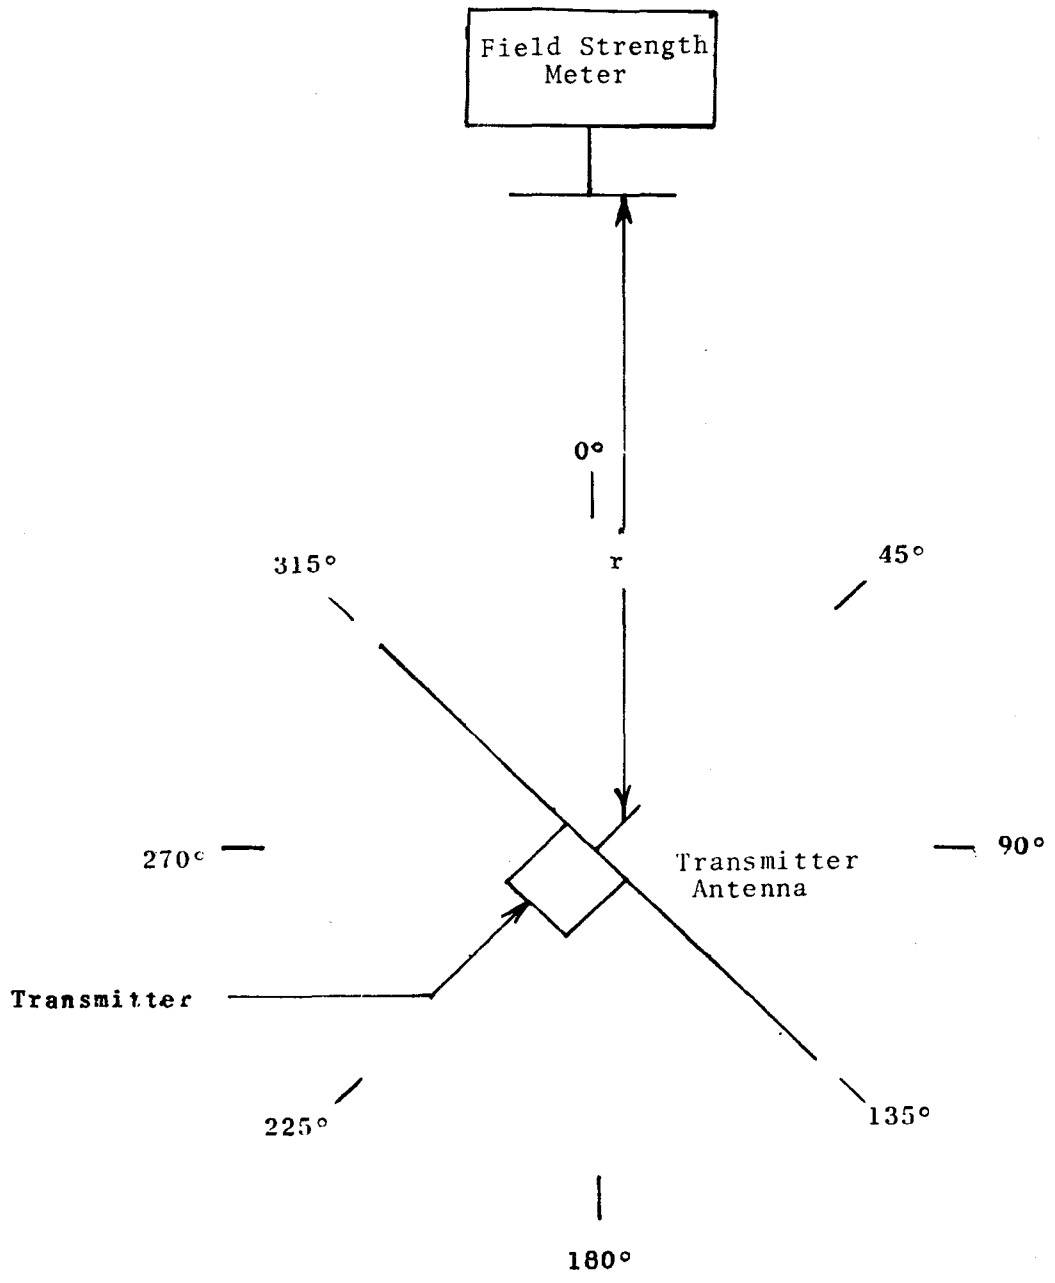 Field Strength
Meter
0°
r
315°
45°
270°
90°
Transmitter
Antenna
Transmitter
225°
135°
180°